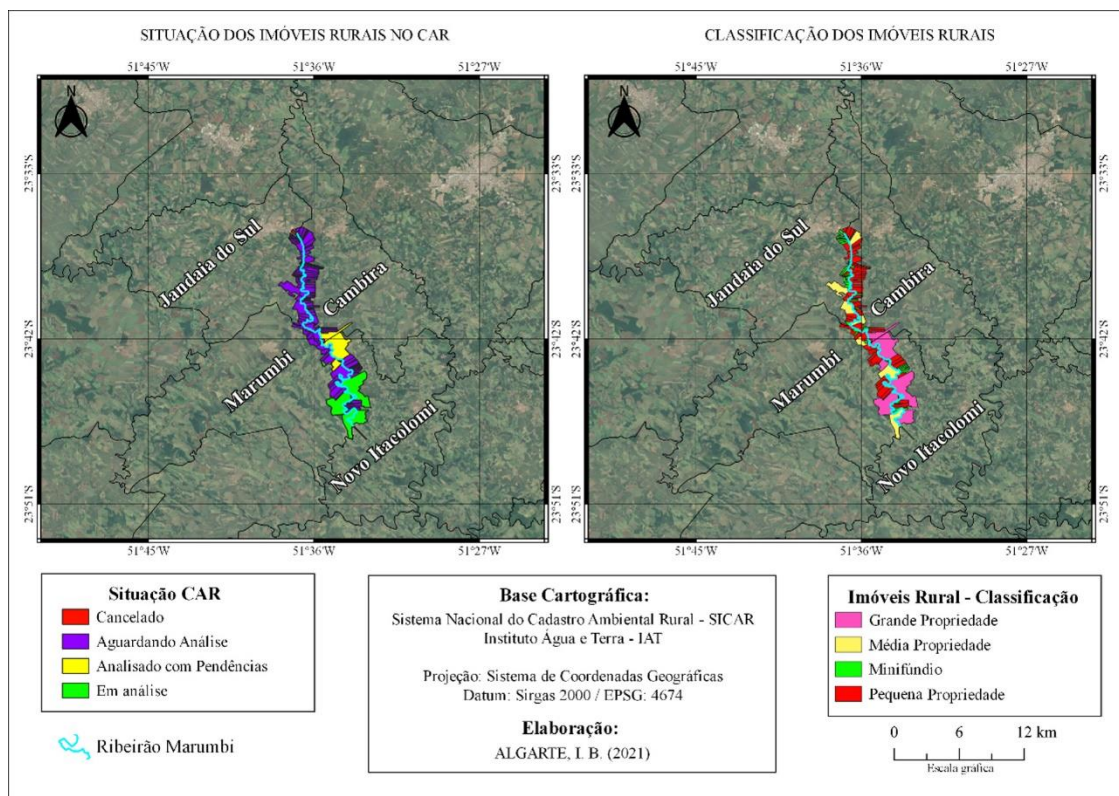 SITUAÇÃO DOS IMÓVEIS RURAIS NO CAR
51°45'W 51°36'W 51°27'W
N
23°33'S
23°42'S
23°51'S
Jandaia do Sul
Cambira
Marumbi
Novo Itacolomi
51°45'W 51°36'W 51°27'W
CLASSIFICAÇÃO DOS IMÓVEIS RURAIS
51°45'W 51°36'W 51°27'W
N
23°33'S 23°33'S
23°42'S 23°42'S
23°51'S 23°51'S
Jandaia do Sul
Cambira
Marumbi
Novo Itacolomi
51°45'W 51°36'W 51°27'W
Situação CAR
Cancelado
Aguardando Análise
Analisado com Pendências
Em análise
Ribeirão Marumbi
Base Cartográfica:
Sistema Nacional do Cadastro Ambiental Rural - SICAR
Instituto Água e Terra - IAT
Projeção: Sistema de Coordenadas Geográficas
Datum: Sirgas 2000 / EPSG: 4674
Elaboração:
ALGARTE, I. B. (2021)
Imóveis Rural - Classificação
Grande Propriedade
Média Propriedade
Minifúndio
Pequena Propriedade
0 6 12 km
Escala gráfica